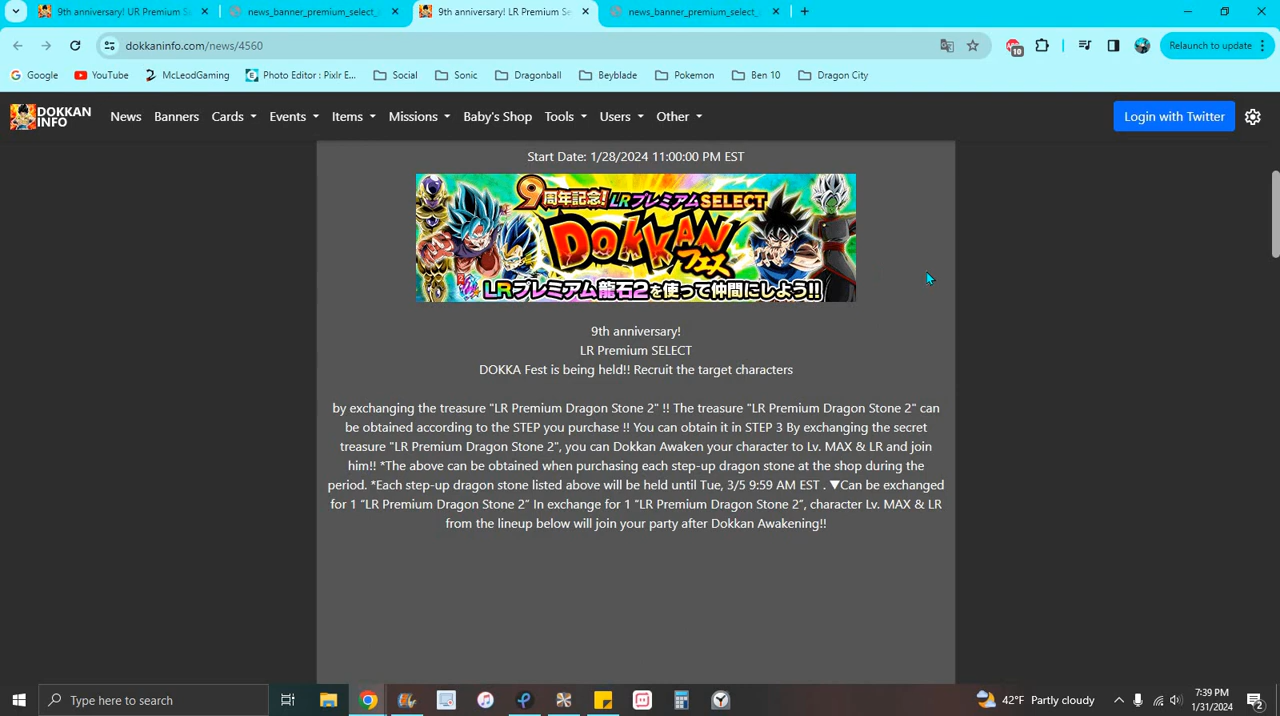 9th anniversary! UR Premium S
news_banner_premium_select_
9th anniversary! LR Premium Se
news_banner_premium_select_
dokkaninfo.com/news/4560
10
Relaunch to update
Google
YouTube
McLeodGaming
Photo Editor : Pixlr E...
Social
Sonic
Dragonball
Beyblade
Pokemon
Ben 10
Dragon City
DOKKAN
INFO
News
Banners
Cards
Events
Items
Missions
Baby's Shop
Tools
Users
Other
Login with Twitter
Start Date: 1/28/2024 11:00:00 PM EST
9周年記念! LRプレミアムSELECT
DOKKAN
フェス
LRプレミアム龍石2を使って仲間にしよう!!
9th anniversary!
LR Premium SELECT
DOKKA Fest is being held!! Recruit the target characters
by exchanging the treasure "LR Premium Dragon Stone 2" !! The treasure "LR Premium Dragon Stone 2" can
be obtained according to the STEP you purchase !! You can obtain it in STEP 3 By exchanging the secret
treasure "LR Premium Dragon Stone 2", you can Dokkan Awaken your character to Lv. MAX & LR and join
him!! *The above can be obtained when purchasing each step-up dragon stone at the shop during the
period. *Each step-up dragon stone listed above will be held until Tue, 3/5 9:59 AM EST . ▼Can be exchanged
for 1 "LR Premium Dragon Stone 2" In exchange for 1 "LR Premium Dragon Stone 2", character Lv. MAX & LR
from the lineup below will join your party after Dokkan Awakening!!
Type here to search
42°F Partly cloudy
7:39 PM
1/31/2024
2